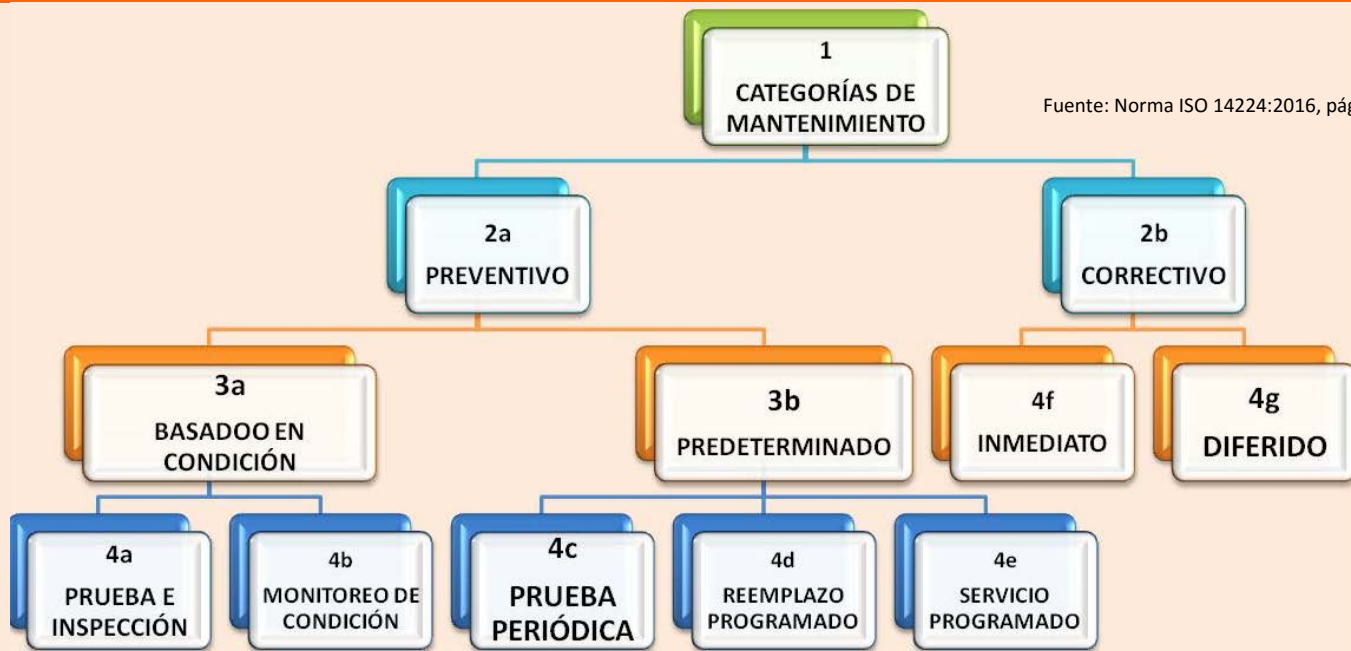 1
CATEGORÍAS DE
MANTENIMIENTO
Fuente: Norma ISO 14224:2016, pág
2a
PREVENTIVO
2b
CORRECTIVO
3a
BASADOO EN
CONDICIÓN
3b
PREDETERMINADO
4f
INMEDIATO
4g
DIFERIDO
4a
PRUEBA E
INSPECCIÓN
4b
MONITOREO DE
CONDICIÓN
4c
PRUEBA
PERIÓDICA
4d
REEMPLAZO
PROGRAMADO
4e
SERVICIO
PROGRAMADO